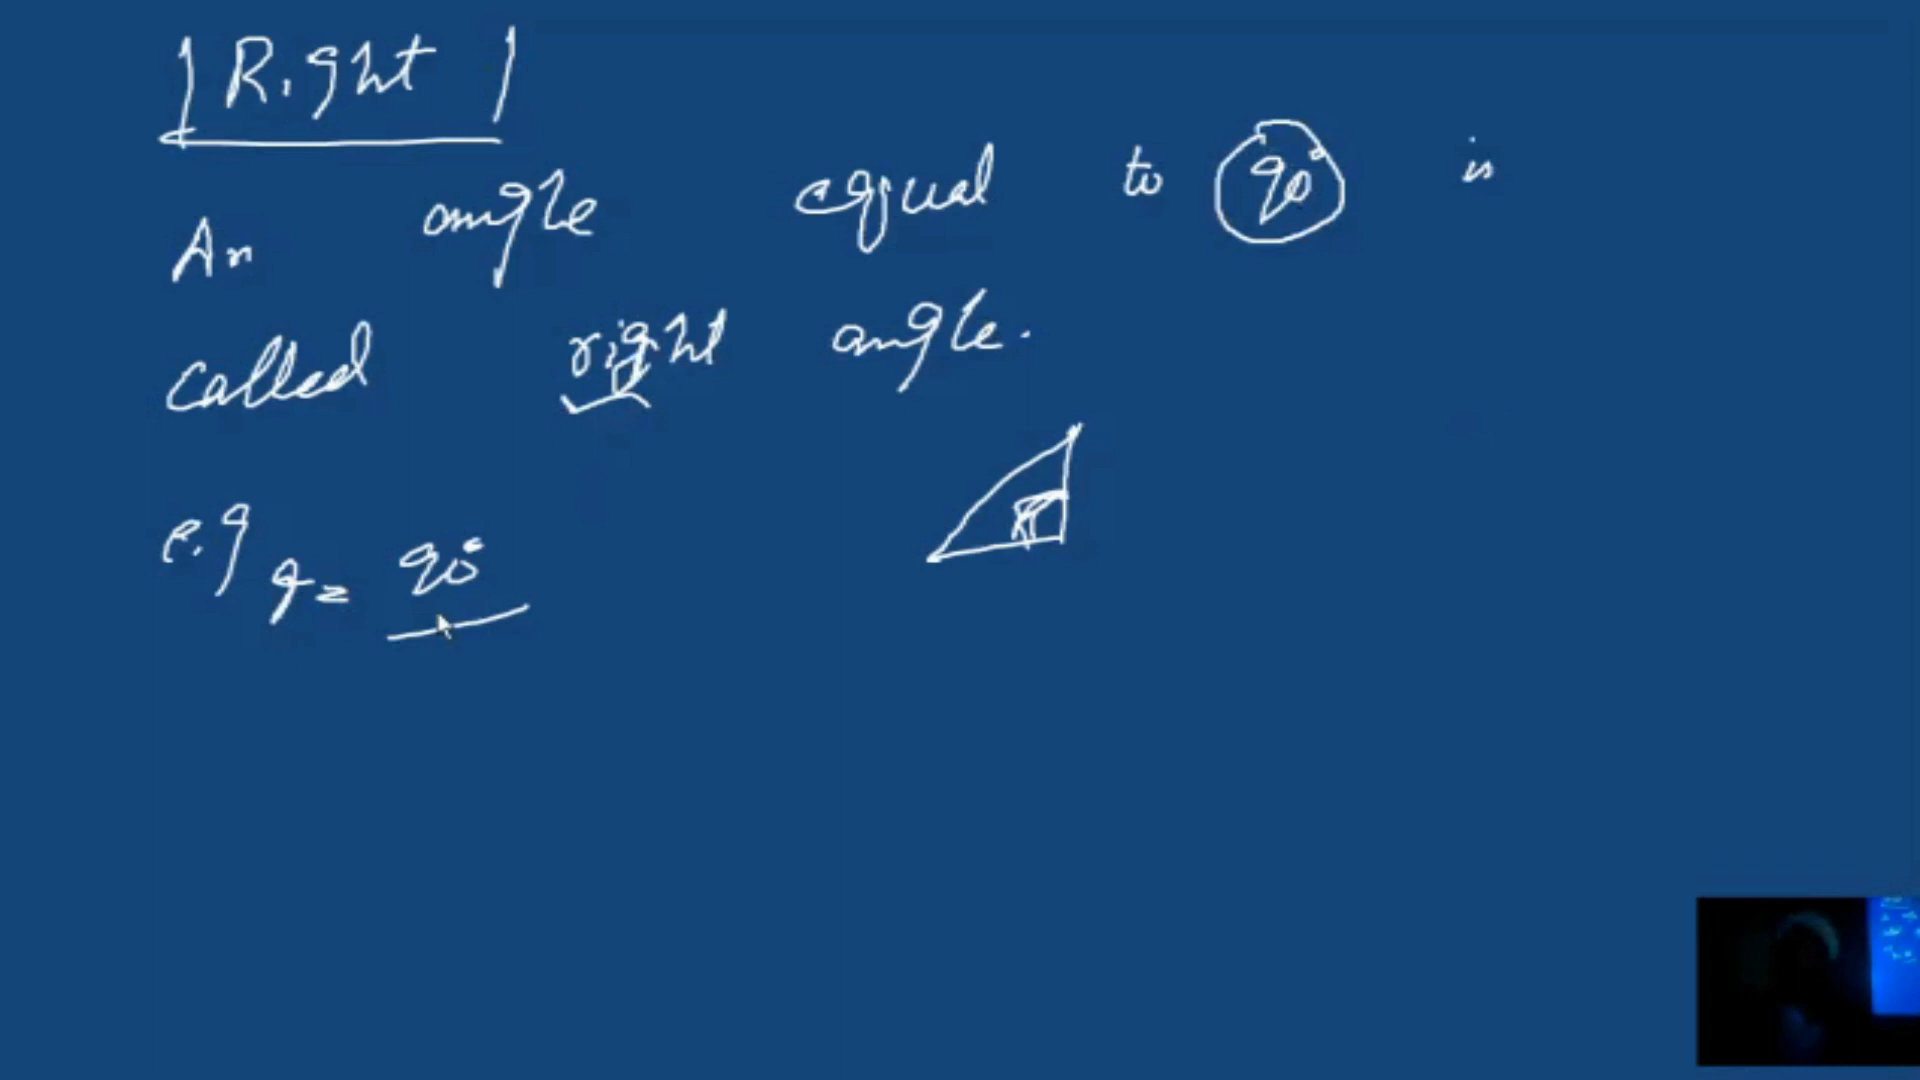 Right
An angle equal to 90° is
called right angle.
e.g
= 90°